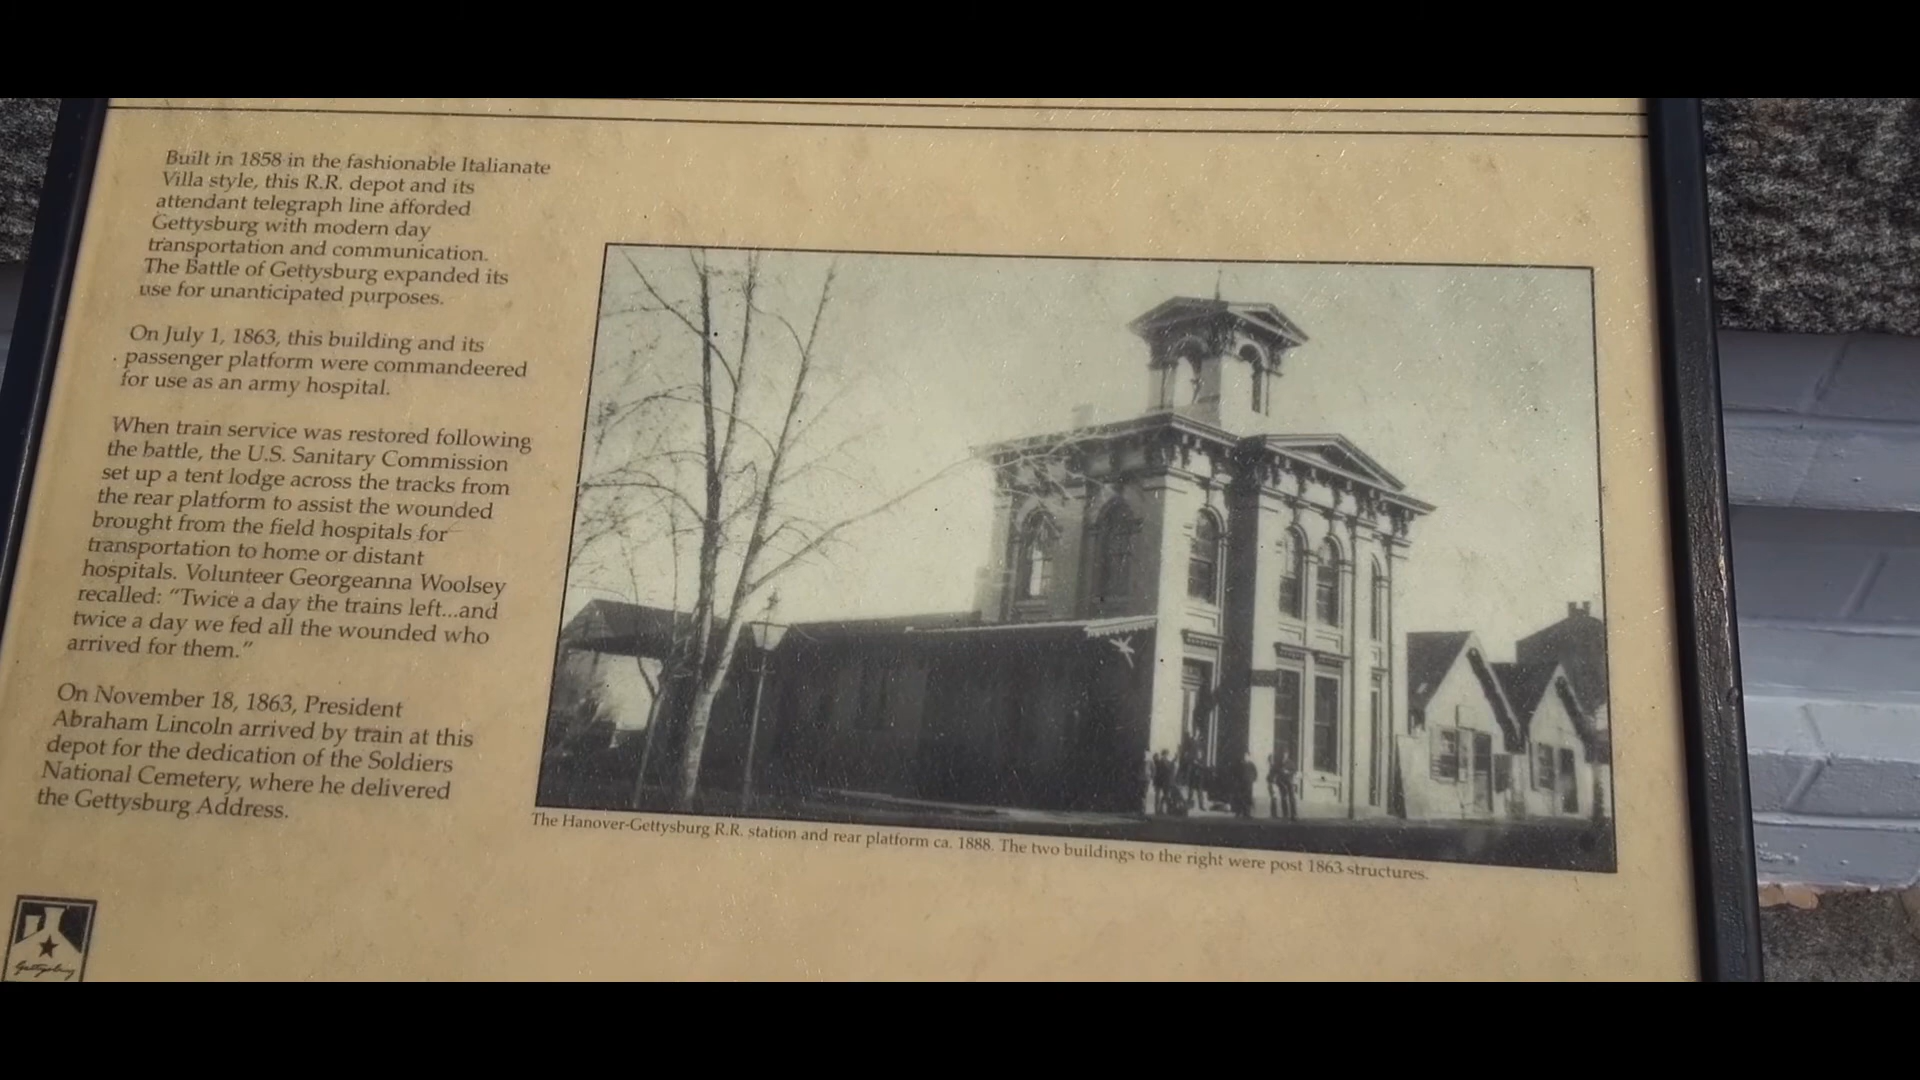 Built in 1858 in the fashionable Italianate
Villa style, this R.R. depot and its
attendant telegraph line afforded
Gettysburg with modern day
transportation and communication.
The Battle of Gettysburg expanded its
use for unanticipated purposes.
On July 1, 1863, this building and its
passenger platform were commandeered
for use as an army hospital.
When train service was restored following
the battle, the U.S. Sanitary Commission
set up a tent lodge across the tracks from
the rear platform to assist the wounded
brought from the field hospitals for
transportation to home or distant
hospitals. Volunteer Georgeanna Woolsey
recalled: “Twice a day the trains left...and
twice a day we fed all the wounded who
arrived for them.”
On November 18, 1863, President
Abraham Lincoln arrived by train at this
depot for the dedication of the Soldiers
National Cemetery, where he delivered
the Gettysburg Address.
The Hanover-Gettysburg R.R. station and rear platform ca. 1888. The two buildings to the right were post 1863 structures.
Gettysburg